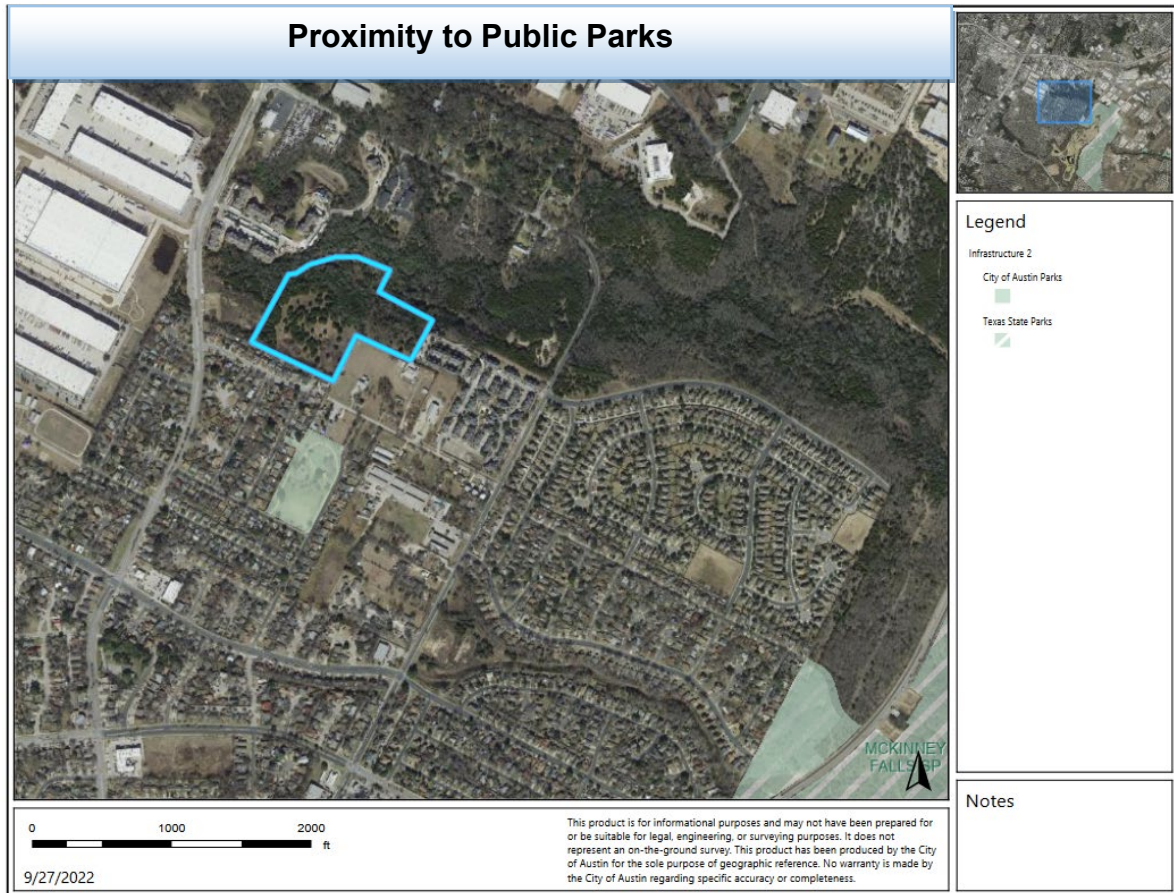 Proximity to Public Parks
Legend
Infrastructure 2
City of Austin Parks
Texas State Parks
MCKINNEY
FALLS SP
Notes
0 1000 2000
ft
9/27/2022
This product is for informational purposes and may not have been prepared for
or be suitable for legal, engineering, or surveying purposes. It does not
represent an on-the-ground survey. This product has been produced by the City
of Austin for the sole purpose of geographic reference. No warranty is made by
the City of Austin regarding specific accuracy or completeness.